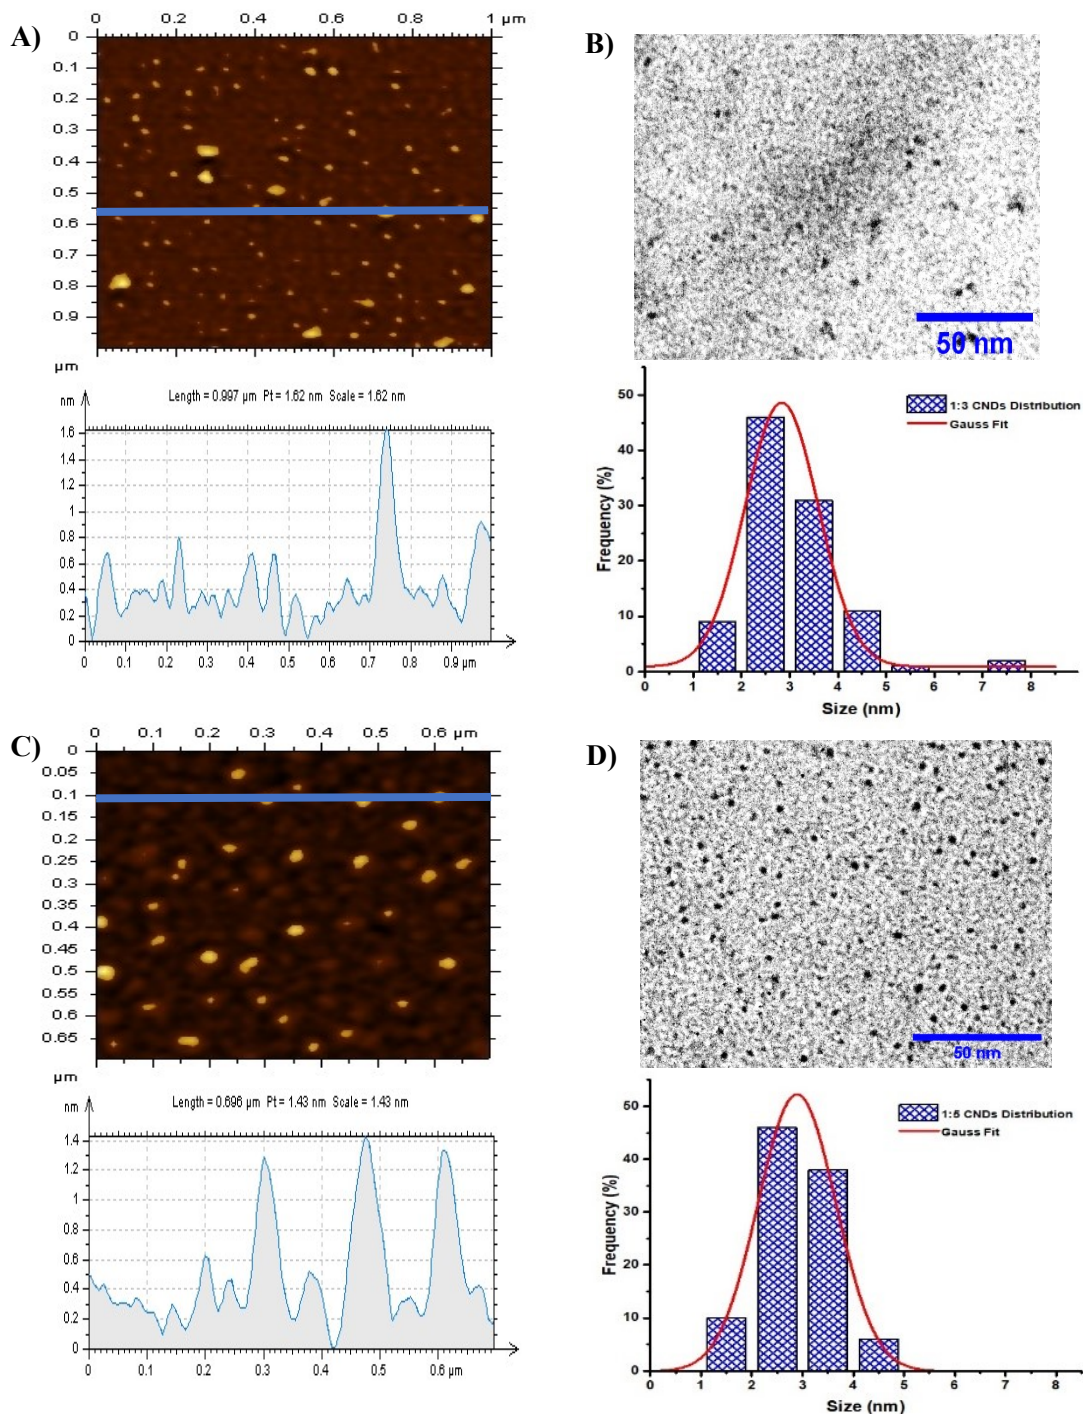 A)
0 0.2 0.4 0.6 0.8 1 µm
0
0.1
0.2
0.3
0.4
0.5
0.6
0.7
0.8
0.9
µm
nm
Length = 0.997 µm Pt = 1.62 nm Scale = 1.62 nm
1.6
1.4
1.2
1
0.8
0.6
0.4
0.2
0
0 0.1 0.2 0.3 0.4 0.5 0.6 0.7 0.8 0.9 µm
B)
50 nm
1:3 CNDs Distribution
Gauss Fit
Frequency (%)
50
40
30
20
10
0
0 1 2 3 4 5 6 7 8
Size (nm)
C)
0 0.1 0.2 0.3 0.4 0.5 0.6 µm
0
0.05
0.1
0.15
0.2
0.25
0.3
0.35
0.4
0.45
0.5
0.55
0.6
0.65
µm
nm
Length = 0.696 µm Pt = 1.43 nm Scale = 1.43 nm
1.4
1.2
1
0.8
0.6
0.4
0.2
0
0 0.1 0.2 0.3 0.4 0.5 0.6 µm
D)
50 nm
1:5 CNDs Distribution
Gauss Fit
Frequency (%)
50
40
30
20
10
0
0 1 2 3 4 5 6 7 8
Size (nm)